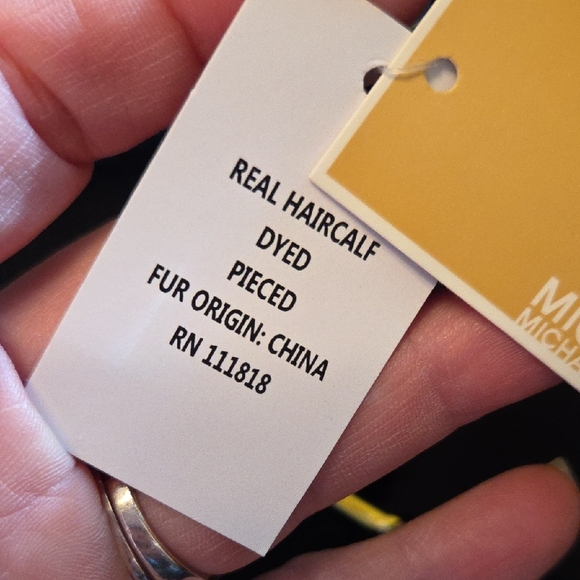 REAL HAIRCALF
DYED
PIECED
FUR ORIGIN: CHINA
RN 111818